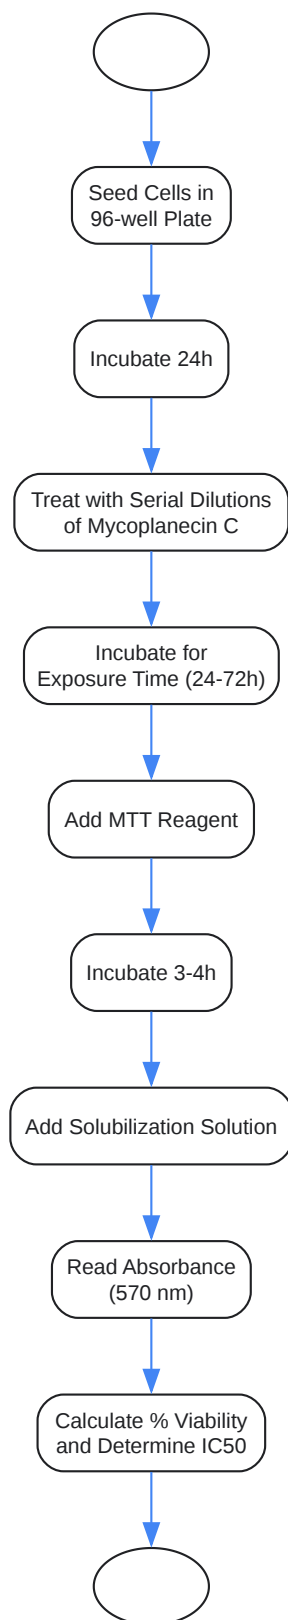 Seed Cells in
96-well Plate
Incubate 24h
Treat with Serial Dilutions
of Mycoplanecin C
Incubate for
Exposure Time (24-72h)
Add MTT Reagent
Incubate 3-4h
Add Solubilization Solution
Read Absorbance
(570 nm)
Calculate % Viability
and Determine IC50